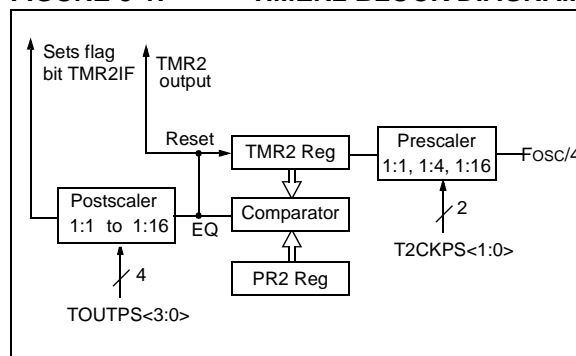 Sets flag
bit TMR2IF
TMR2
output
Reset
TMR2 Reg
Prescaler
1:1, 1:4, 1:16
FOSC/4
Postscaler
1:1 to 1:16
EQ
Comparator
2
T2CKPS<1:0>
PR2 Reg
4
TOUTPS<3:0>